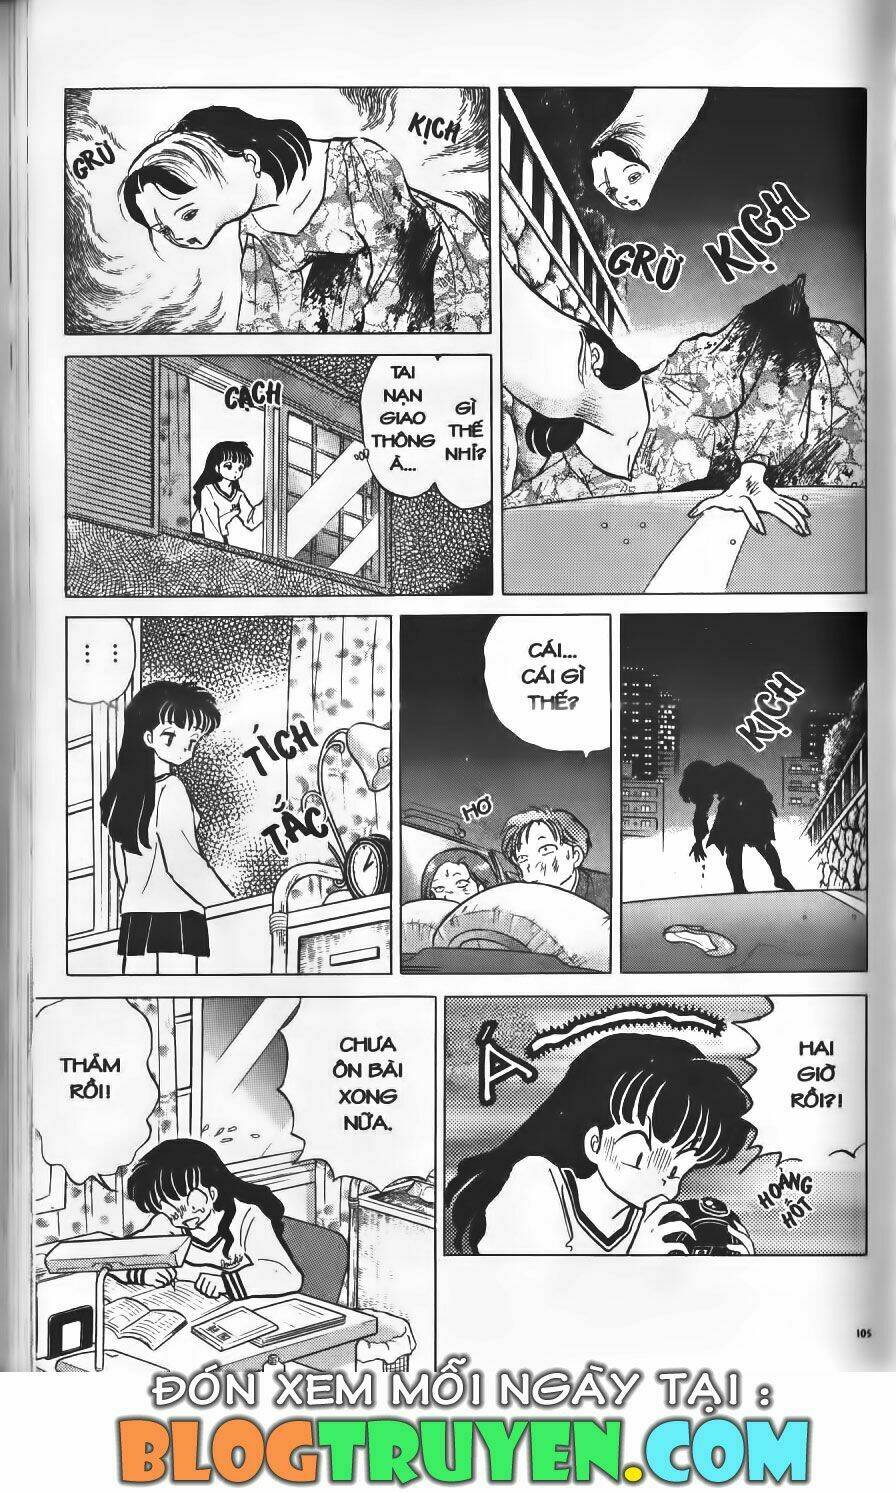 KỊCH
GRỪ
KỊCH
GRỪ
GÌ
THẾ
NHỈ?
TAI
NẠN
GIAO
THÔNG
À...
CẠCH
KỊCH
CÁI...
CÁI GÌ
THẾ?
HƠ
...
...
TÍCH
TẮC
HAI
GIỜ
RỒI?!
Á
HOẢNG
HỐT
CHƯA
ÔN BÀI
XONG
NỮA.
THẢM
RỒI!
105
ĐÓN XEM MỖI NGÀY TẠI :
BLOGTRUYEN.COM